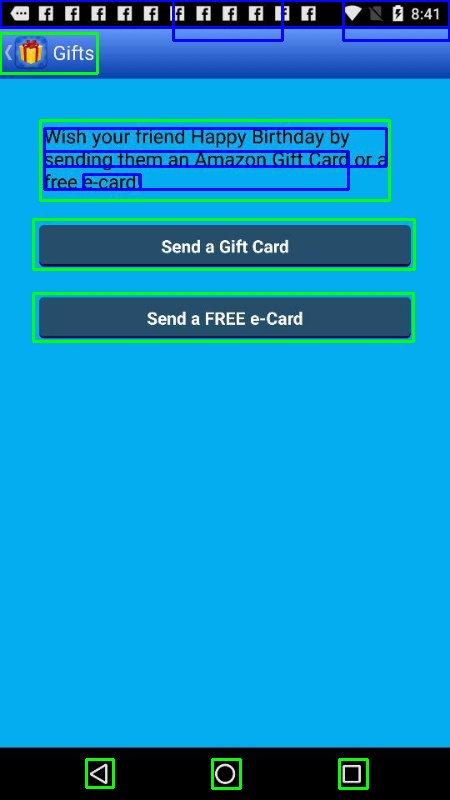 8:41
Gifts
Wish your friend Happy Birthday by
sending them an Amazon Gift Card or a
free e-card!
Send a Gift Card
Send a FREE e-Card